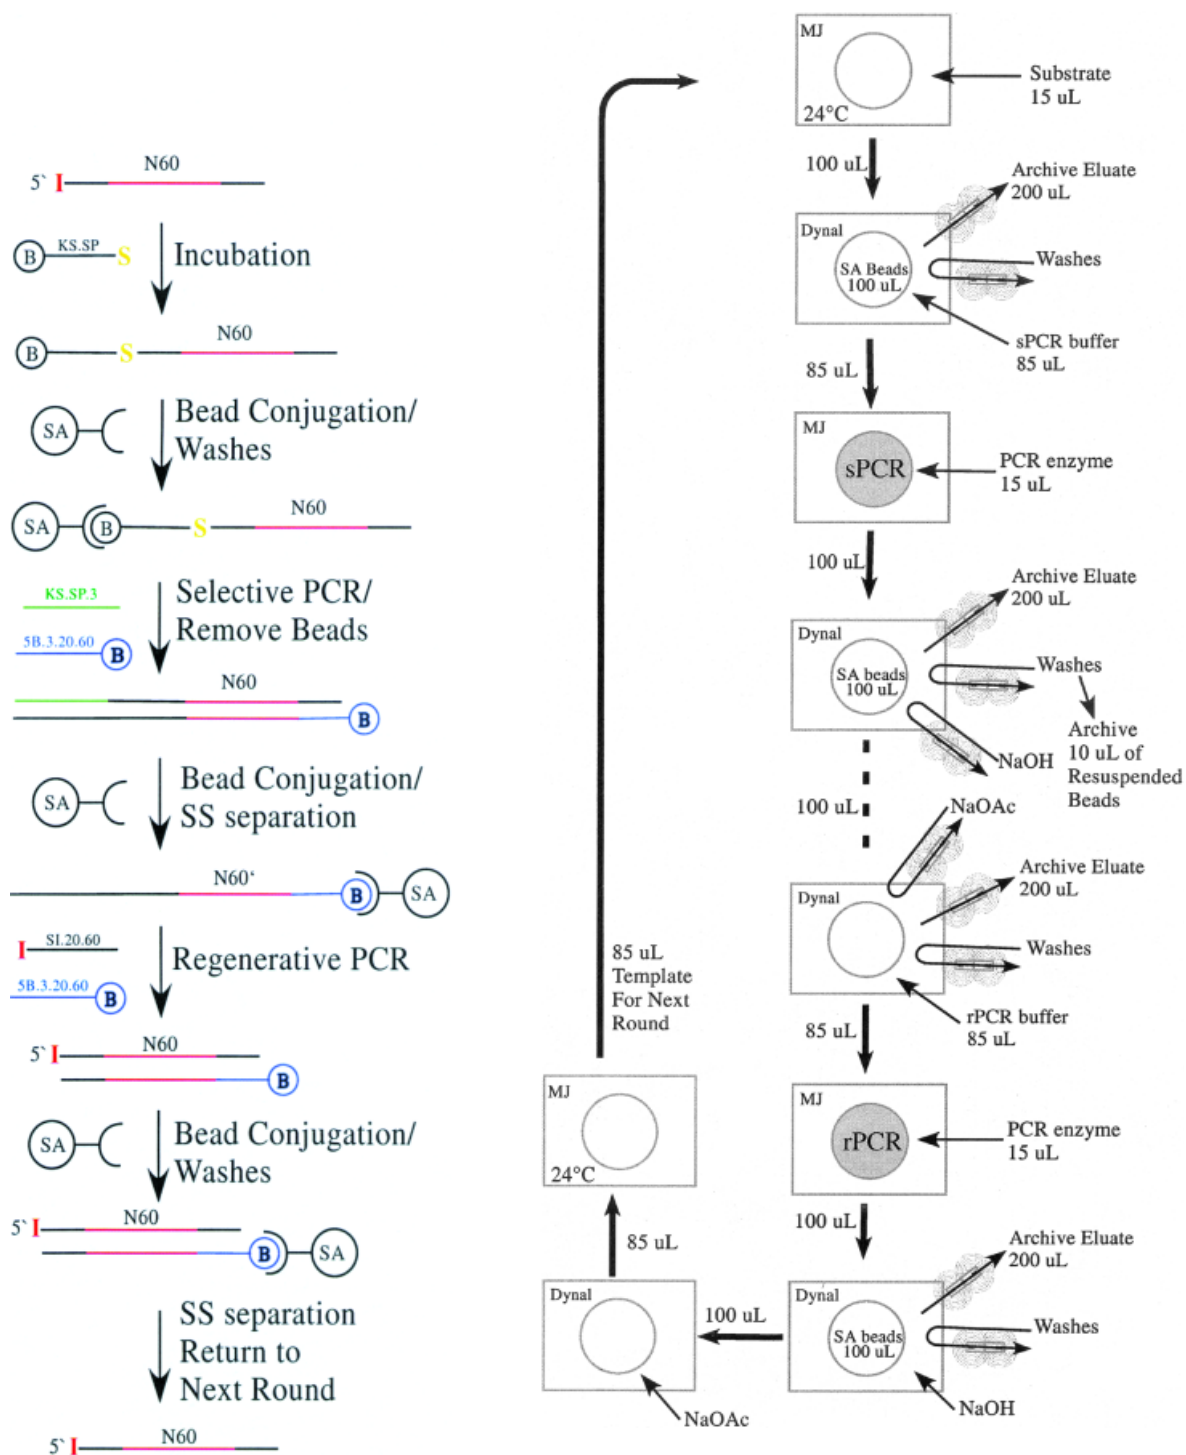 N60
5` I
KS.SP
B
S
Incubation
N60
B
S
SA
Bead Conjugation/
Washes
N60
SA
B
S
KS.SP.3
Selective PCR/
Remove Beads
5B.3.20.60
B
N60
B
SA
Bead Conjugation/
SS separation
N60'
B
SA
I
SI.20.60
Regenerative PCR
5B.3.20.60
B
5` I
N60
B
SA
Bead Conjugation/
Washes
5` I
N60
B
SA
SS separation
Return to
Next Round
5` I
N60
MJ
24°C
Substrate
15 uL
100 uL
Archive Eluate
200 uL
Dynal
SA Beads
100 uL
Washes
sPCR buffer
85 uL
85 uL
MJ
sPCR
PCR enzyme
15 uL
100 uL
Archive Eluate
200 uL
Dynal
SA beads
100 uL
Washes
NaOH
Archive
10 uL of
Resuspended
Beads
100 uL
NaOAc
Archive Eluate
200 uL
Dynal
Washes
rPCR buffer
85 uL
85 uL
MJ
rPCR
PCR enzyme
15 uL
100 uL
Archive Eluate
200 uL
Dynal
SA beads
100 uL
Washes
NaOH
100 uL
Dynal
NaOAc
85 uL
MJ
24°C
85 uL
Template
For Next
Round